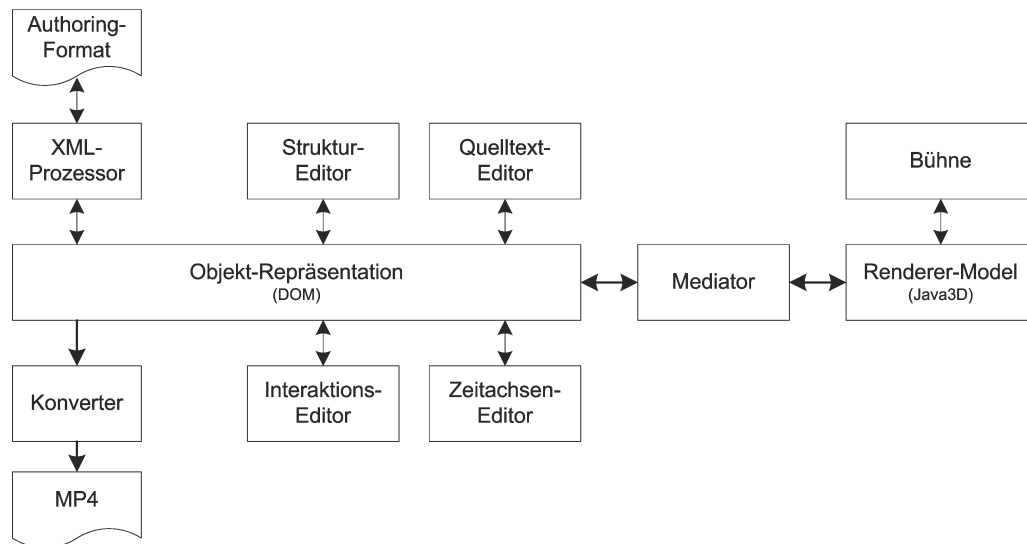 Authoring-
Format
XML-
Prozessor
Struktur-
Editor
Quelltext-
Editor
Bühne
Objekt-Repräsentation
(DOM)
Mediator
Renderer-Model
(Java3D)
Konverter
Interaktions-
Editor
Zeitachsen-
Editor
MP4